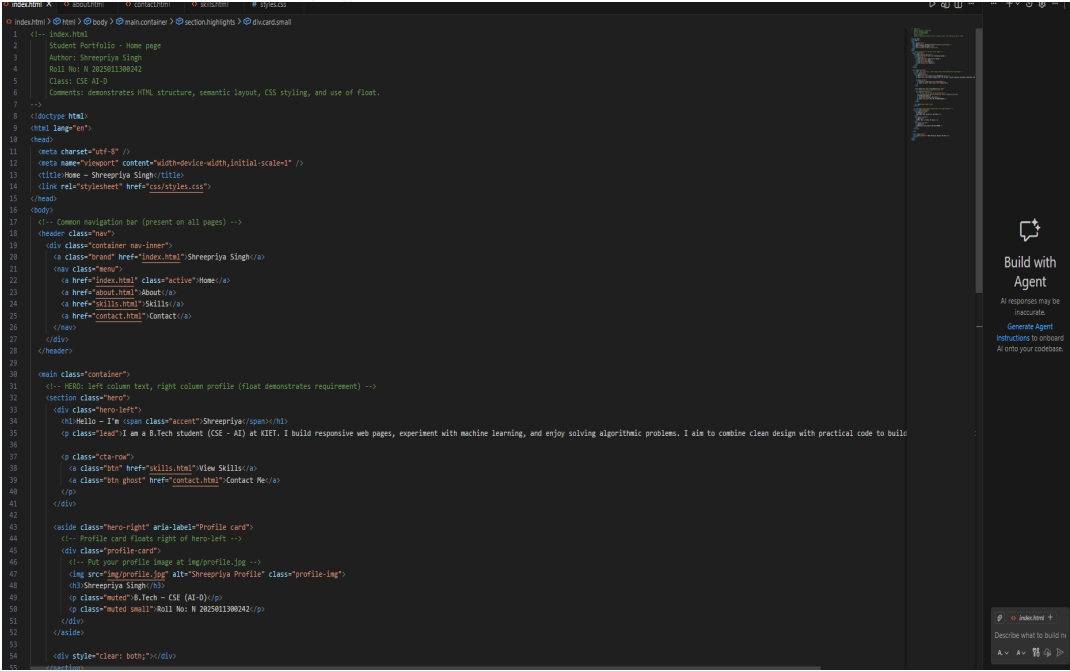 index.html
about.html
contact.html
skills.html
styles.css
index.html > html > body > main.container > section.highlights > div.card.small
1 <!-- index.html
2 Student Portfolio - Home page
3 Author: Shreepriya Singh
4 Roll No: N 2025011300242
5 Class: CSE AI-D
6 Comments: demonstrates HTML structure, semantic layout, CSS styling, and use of float.
7 -->
8 <!doctype html>
9 <html lang="en">
10 <head>
11 <meta charset="utf-8" />
12 <meta name="viewport" content="width=device-width,initial-scale=1" />
13 <title>Home — Shreepriya Singh</title>
14 <link rel="stylesheet" href="css/styles.css">
15 </head>
16 <body>
17 <!-- Common navigation bar (present on all pages) -->
18 <header class="nav">
19 <div class="container nav-inner">
20 <a class="brand" href="index.html">Shreepriya Singh</a>
21 <nav class="menu">
22 <a href="index.html" class="active">Home</a>
23 <a href="about.html">About</a>
24 <a href="skills.html">Skills</a>
25 <a href="contact.html">Contact</a>
26 </nav>
27 </div>
28 </header>
29
30 <main class="container">
31 <!-- HERO: left column text, right column profile (float demonstrates requirement) -->
32 <section class="hero">
33 <div class="hero-left">
34 <h1>Hello — I'm <span class="accent">Shreepriya</span></h1>
35 <p class="lead">I am a B.Tech student (CSE - AI) at KIET. I build responsive web pages, experiment with machine learning, and enjoy solving algorithmic problems. I aim to combine clean design with practical code to build
36
37 <p class="cta-row">
38 <a class="btn" href="skills.html">View Skills</a>
39 <a class="btn ghost" href="contact.html">Contact Me</a>
40 </p>
41 </div>
42
43 <aside class="hero-right" aria-label="Profile card">
44 <!-- Profile card floats right of hero-left -->
45 <div class="profile-card">
46 <!-- Put your profile image at img/profile.jpg -->
47 <img src="img/profile.jpg" alt="Shreepriya Profile" class="profile-img">
48 <h3>Shreepriya Singh</h3>
49 <p class="muted">B.Tech — CSE (AI-D)</p>
50 <p class="muted small">Roll No: N 2025011300242</p>
51 </div>
52 </aside>
53
54 <div style="clear: both;"></div>
55 </section>
Build with
Agent
AI responses may be
inaccurate.
Generate Agent
Instructions to onboard
AI onto your codebase.
index.html +
Describe what to build ne